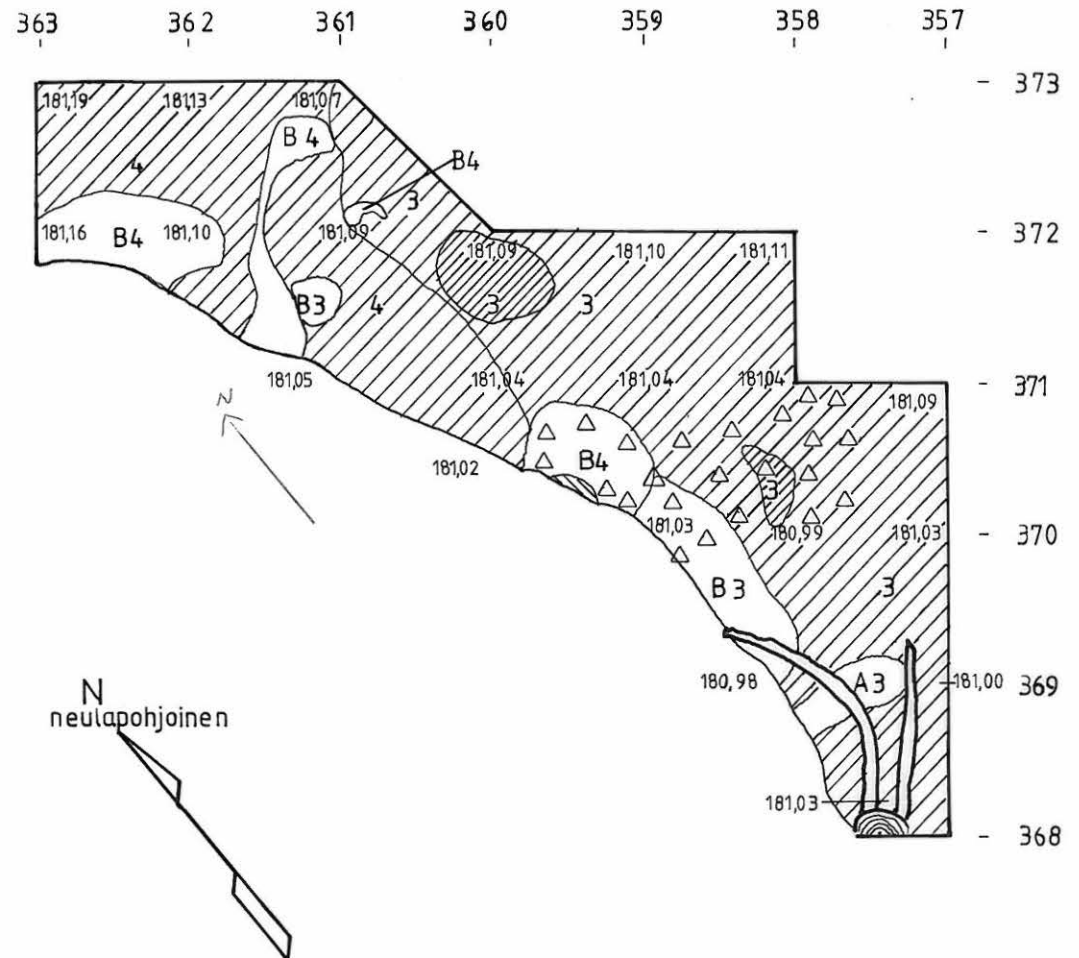 363 362 361 360 359 358 357
373
181,19 181,13 181,07
B4
B4
4
3
372
181,16 B4 181,10 181,09 181,09 181,10 181,11
B3 4 3 3
371
181,05 181,04 181,04 181,04 181,09
N
181,02 B4
3
181,03 180,99 181,03 370
B3 3
180,98 A3 181,00 369
N
neulapohjoinen
181,03
368